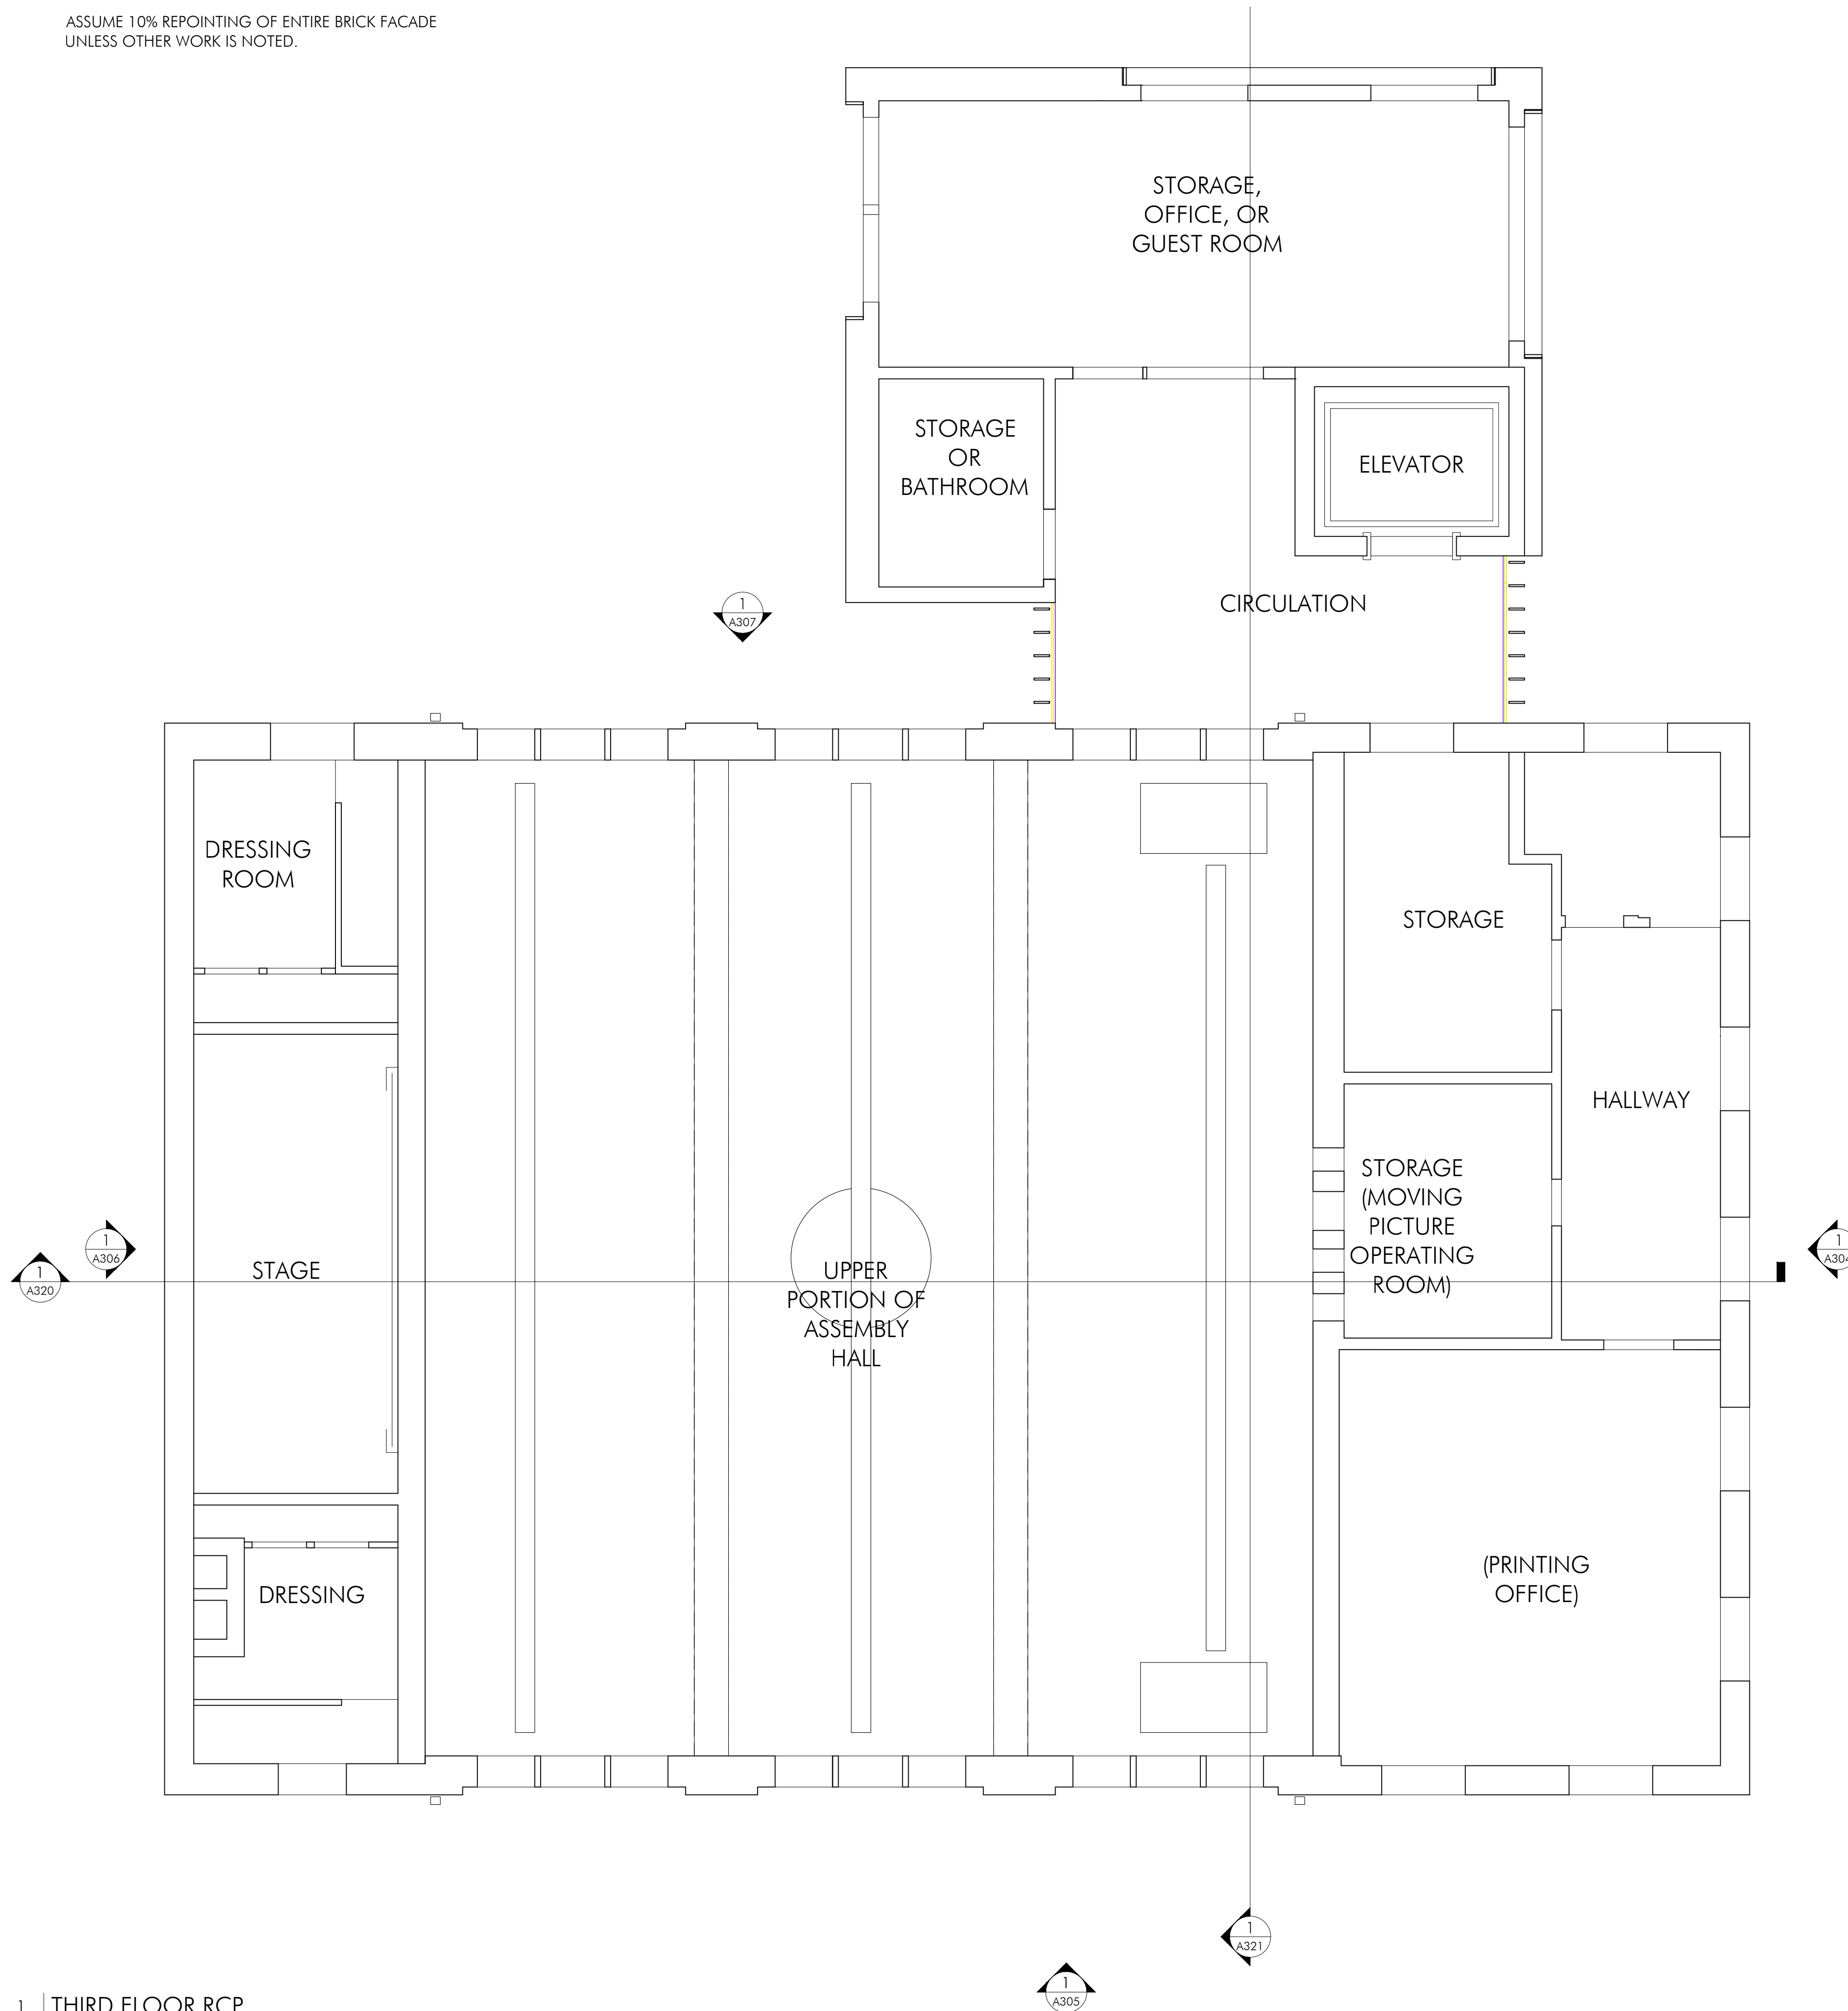 ASSUME 10% REPOINTING OF ENTIRE BRICK FACADE
UNLESS OTHER WORK IS NOTED.
STORAGE,
OFFICE, OR
GUEST ROOM
STORAGE
OR
BATHROOM
ELEVATOR
CIRCULATION
1
A307
DRESSING
ROOM
STORAGE
HALLWAY
STORAGE
(MOVING
PICTURE
OPERATING
ROOM)
1
A306
1
A304
1
A320
STAGE
UPPER
PORTION OF
ASSEMBLY
HALL
(PRINTING
OFFICE)
DRESSING
1
A321
1
A305
1
THIRD FLOOR RCP